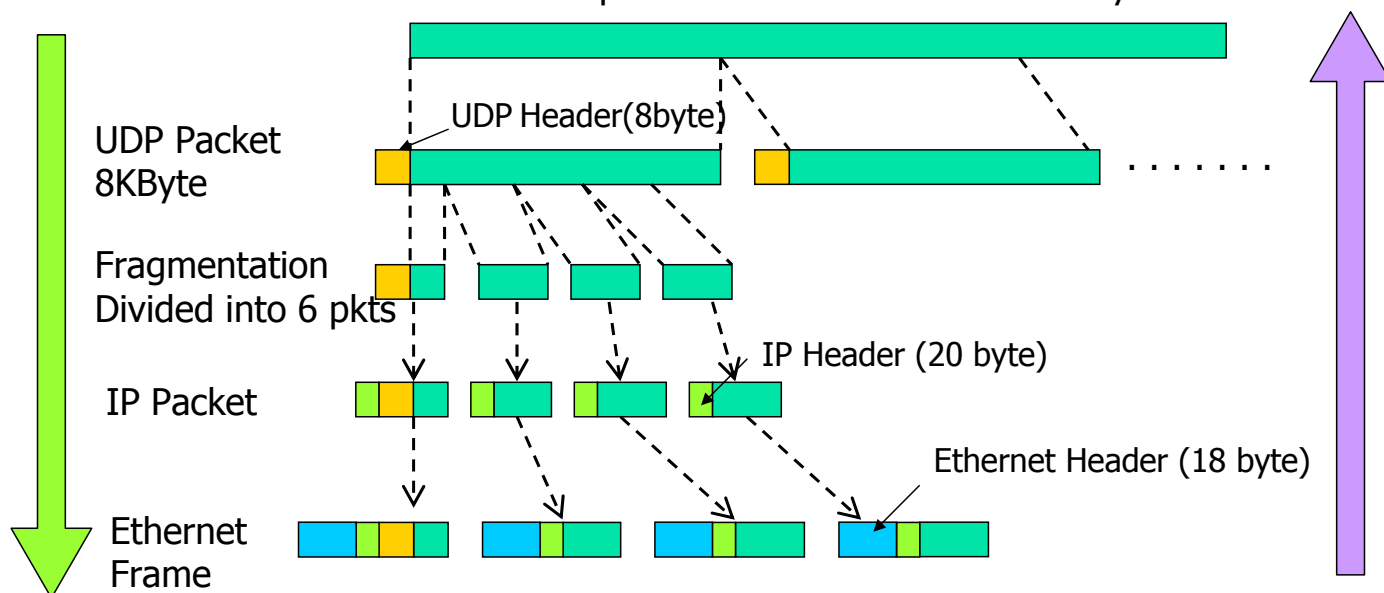 UDP Header(8byte)
UDP Packet
8KByte
.......
Fragmentation
Divided into 6 pkts
IP Header (20 byte)
IP Packet
Ethernet Header (18 byte)
Ethernet
Frame